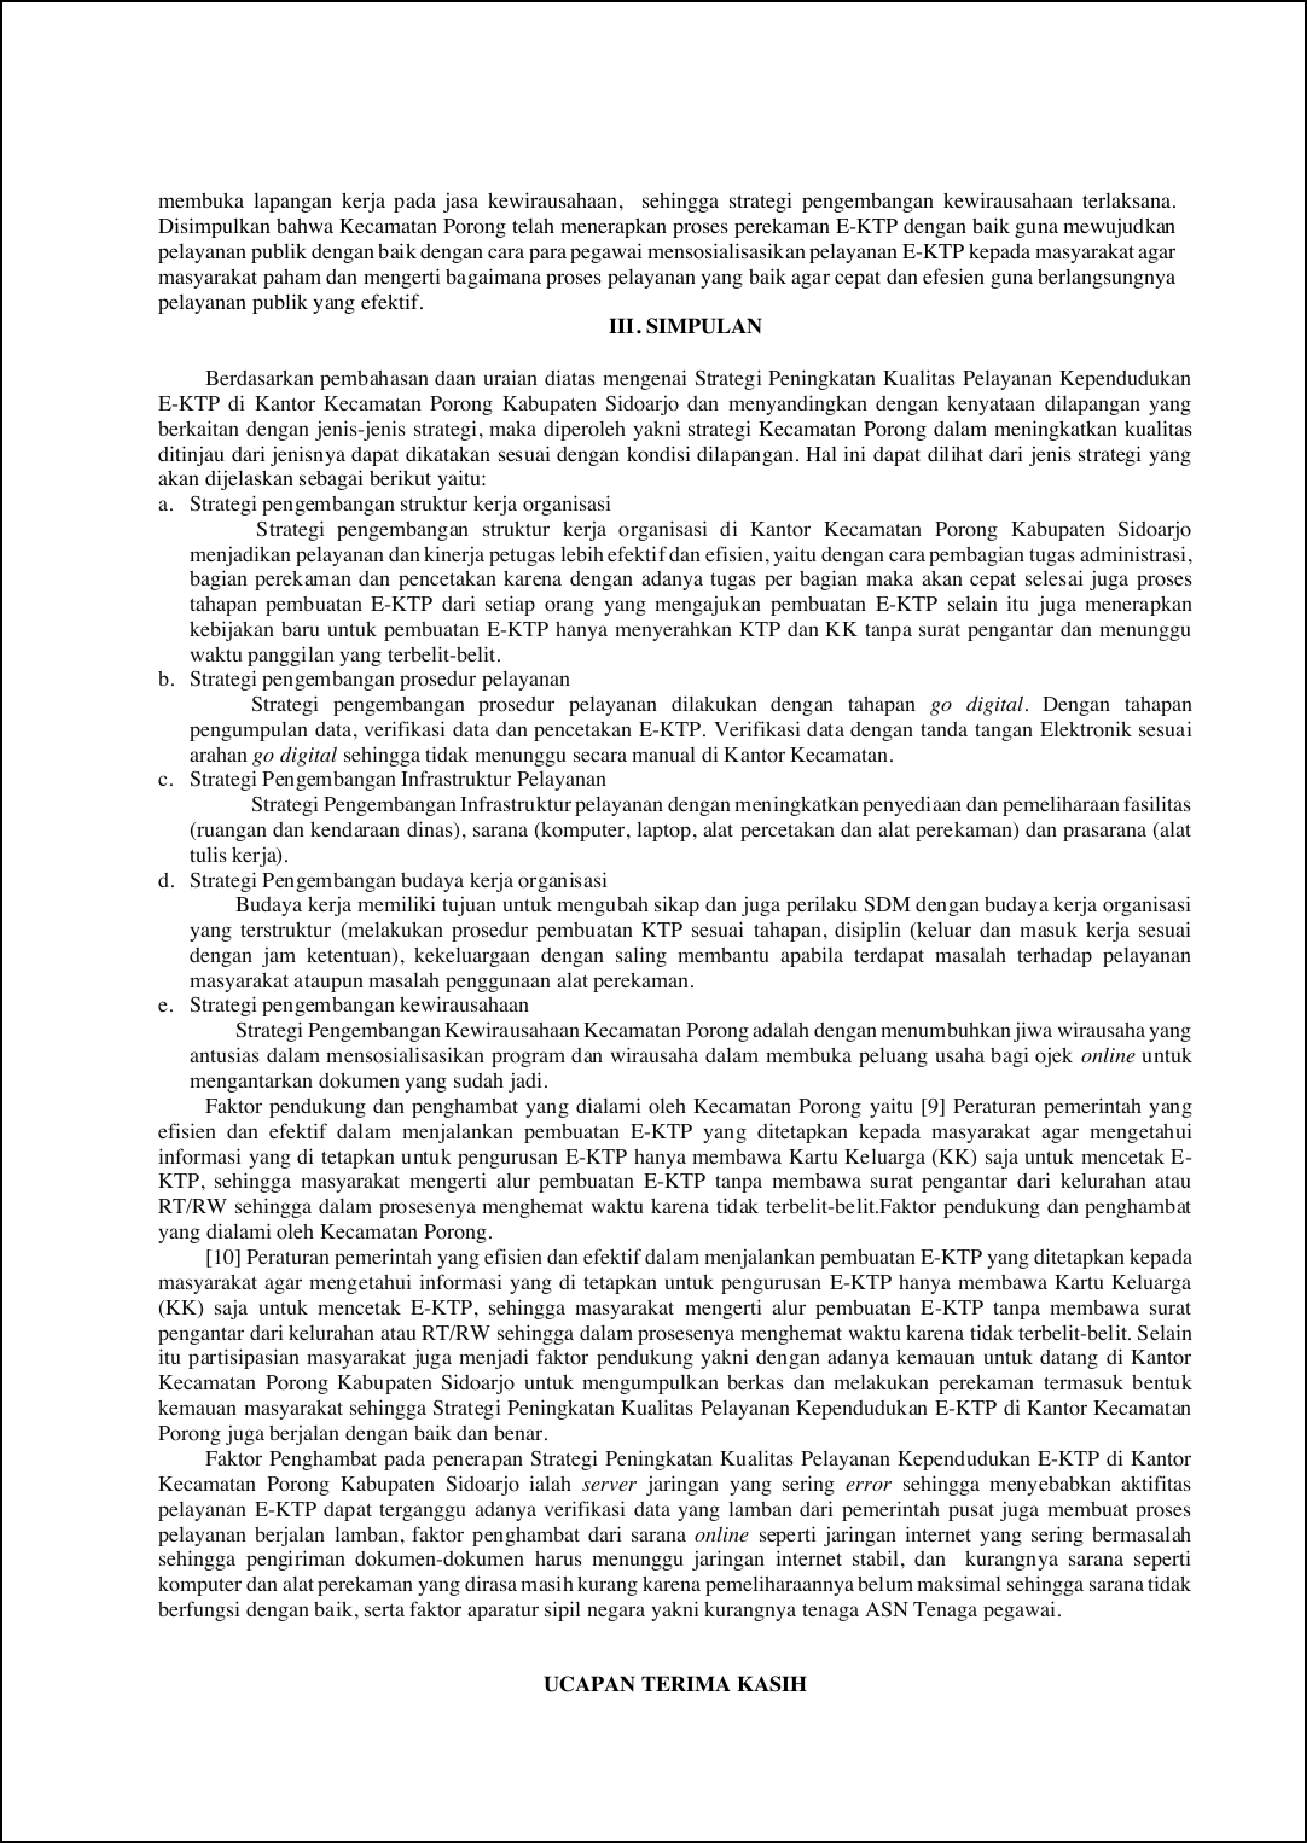 membuka lapangan kerja pada jasa kewirausahaan,  sehingga strategi pengembangan kewirausahaan terlaksana.
Disimpulkan bahwa Kecamatan Porong telah menerapkan proses perekaman E-KTP dengan baik guna mewujudkan
pelayanan publik dengan baik dengan cara para pegawai mensosialisasikan pelayanan E-KTP kepada masyarakat agar
masyarakat paham dan mengerti bagaimana proses pelayanan yang baik agar cepat dan efesien guna berlangsungnya
pelayanan publik yang efektif.
III. SIMPULAN
Berdasarkan pembahasan daan uraian diatas mengenai Strategi Peningkatan Kualitas Pelayanan Kependudukan
E-KTP di Kantor Kecamatan Porong Kabupaten Sidoarjo dan menyandingkan dengan kenyataan dilapangan yang
berkaitan dengan jenis-jenis strategi, maka diperoleh yakni strategi Kecamatan Porong dalam meningkatkan kualitas
ditinjau dari jenisnya dapat dikatakan sesuai dengan kondisi dilapangan. Hal ini dapat dilihat dari jenis strategi yang
akan dijelaskan sebagai berikut yaitu:
a. Strategi pengembangan struktur kerja organisasi
Strategi pengembangan struktur kerja organisasi di Kantor Kecamatan Porong Kabupaten Sidoarjo
menjadikan pelayanan dan kinerja petugas lebih efektif dan efisien, yaitu dengan cara pembagian tugas administrasi,
bagian perekaman dan pencetakan karena dengan adanya tugas per bagian maka akan cepat selesai juga proses
tahapan pembuatan E-KTP dari setiap orang yang mengajukan pembuatan E-KTP selain itu juga menerapkan
kebijakan baru untuk pembuatan E-KTP hanya menyerahkan KTP dan KK tanpa surat pengantar dan menunggu
waktu panggilan yang terbelit-belit.
b. Strategi pengembangan prosedur pelayanan
Strategi pengembangan prosedur pelayanan dilakukan dengan tahapan go digital. Dengan tahapan
pengumpulan data, verifikasi data dan pencetakan E-KTP. Verifikasi data dengan tanda tangan Elektronik sesuai
arahan go digital sehingga tidak menunggu secara manual di Kantor Kecamatan.
c. Strategi Pengembangan Infrastruktur Pelayanan
Strategi Pengembangan Infrastruktur pelayanan dengan meningkatkan penyediaan dan pemeliharaan fasilitas
(ruangan dan kendaraan dinas), sarana (komputer, laptop, alat percetakan dan alat perekaman) dan prasarana (alat
tulis kerja).
d. Strategi Pengembangan budaya kerja organisasi
Budaya kerja memiliki tujuan untuk mengubah sikap dan juga perilaku SDM dengan budaya kerja organisasi
yang terstruktur (melakukan prosedur pembuatan KTP sesuai tahapan, disiplin (keluar dan masuk kerja sesuai
dengan jam ketentuan), kekeluargaan dengan saling membantu apabila terdapat masalah terhadap pelayanan
masyarakat ataupun masalah penggunaan alat perekaman.
e. Strategi pengembangan kewirausahaan
Strategi Pengembangan Kewirausahaan Kecamatan Porong adalah dengan menumbuhkan jiwa wirausaha yang
antusias dalam mensosialisasikan program dan wirausaha dalam membuka peluang usaha bagi ojek online untuk
mengantarkan dokumen yang sudah jadi.
Faktor pendukung dan penghambat yang dialami oleh Kecamatan Porong yaitu [9] Peraturan pemerintah yang
efisien dan efektif dalam menjalankan pembuatan E-KTP yang ditetapkan kepada masyarakat agar mengetahui
informasi yang di tetapkan untuk pengurusan E-KTP hanya membawa Kartu Keluarga (KK) saja untuk mencetak E-
KTP, sehingga masyarakat mengerti alur pembuatan E-KTP tanpa membawa surat pengantar dari kelurahan atau
RT/RW sehingga dalam prosesenya menghemat waktu karena tidak terbelit-belit.Faktor pendukung dan penghambat
yang dialami oleh Kecamatan Porong.
[10] Peraturan pemerintah yang efisien dan efektif dalam menjalankan pembuatan E-KTP yang ditetapkan kepada
masyarakat agar mengetahui informasi yang di tetapkan untuk pengurusan E-KTP hanya membawa Kartu Keluarga
(KK) saja untuk mencetak E-KTP, sehingga masyarakat mengerti alur pembuatan E-KTP tanpa membawa surat
pengantar dari kelurahan atau RT/RW sehingga dalam prosesenya menghemat waktu karena tidak terbelit-belit. Selain
itu partisipasian masyarakat juga menjadi faktor pendukung yakni dengan adanya kemauan untuk datang di Kantor
Kecamatan Porong Kabupaten Sidoarjo untuk mengumpulkan berkas dan melakukan perekaman termasuk bentuk
kemauan masyarakat sehingga Strategi Peningkatan Kualitas Pelayanan Kependudukan E-KTP di Kantor Kecamatan
Porong juga berjalan dengan baik dan benar.
Faktor Penghambat pada penerapan Strategi Peningkatan Kualitas Pelayanan Kependudukan E-KTP di Kantor
Kecamatan Porong Kabupaten Sidoarjo ialah server jaringan yang sering error sehingga menyebabkan aktifitas
pelayanan E-KTP dapat terganggu adanya verifikasi data yang lamban dari pemerintah pusat juga membuat proses
pelayanan berjalan lamban, faktor penghambat dari sarana online seperti jaringan internet yang sering bermasalah
sehingga pengiriman dokumen-dokumen harus menunggu jaringan internet stabil, dan  kurangnya sarana seperti
komputer dan alat perekaman yang dirasa masih kurang karena pemeliharaannya belum maksimal sehingga sarana tidak
berfungsi dengan baik, serta faktor aparatur sipil negara yakni kurangnya tenaga ASN Tenaga pegawai.
UCAPAN TERIMA KASIH